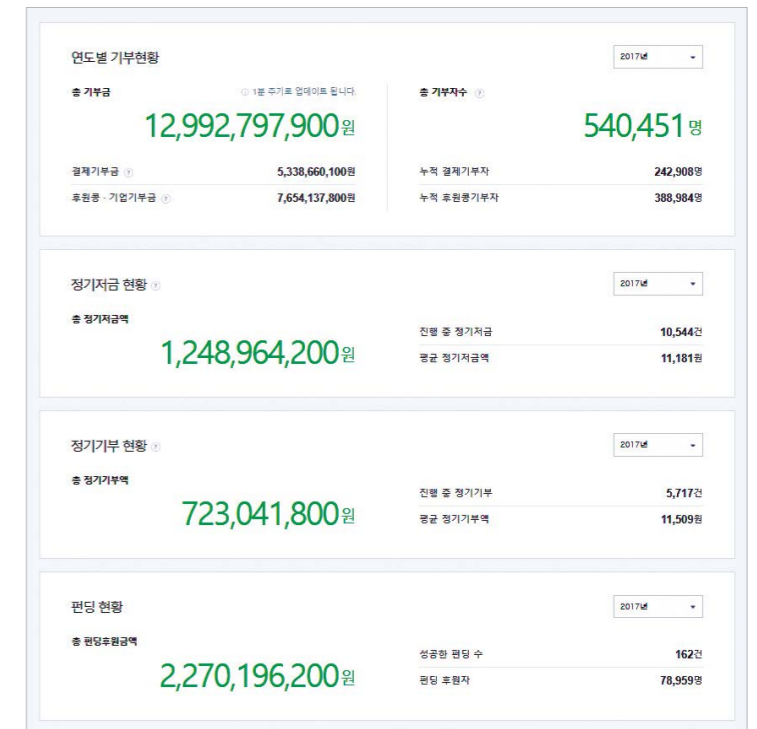 연도별 기부현황
2017년
총 기부금
1분 주기로 업데이트 됩니다.
12,992,797,900원
결제기부금 ?
5,338,660,100원
후원콩 · 기업기부금 ?
7,654,137,800원
총 기부자수 ?
540,451명
누적 결제기부자
242,908명
누적 후원콩기부자
388,984명
정기저금 현황 ?
2017년
총 정기저금액
1,248,964,200원
진행 중 정기저금
10,544건
평균 정기저금액
11,181원
정기기부 현황 ?
2017년
총 정기기부액
723,041,800원
진행 중 정기기부
5,717건
평균 정기기부액
11,509원
펀딩 현황
2017년
총 펀딩후원금액
2,270,196,200원
성공한 펀딩 수
162건
펀딩 후원자
78,959명